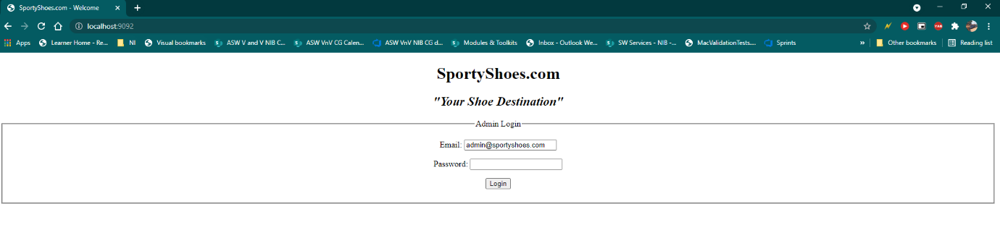 SportyShoes.com - Welcome
localhost:9092
Apps Learner Home - Re... NI Visual bookmarks ASW V and V NIB C... ASW VnV CG Calen... ASW VnV NIB CG d... Modules & Toolkits Inbox - Outlook We... SW Services - NIB -... MacValidationTests.... Sprints » Other bookmarks Reading list
SportyShoes.com
"Your Shoe Destination"
Admin Login
Email: admin@sportyshoes.com
Password:
Login